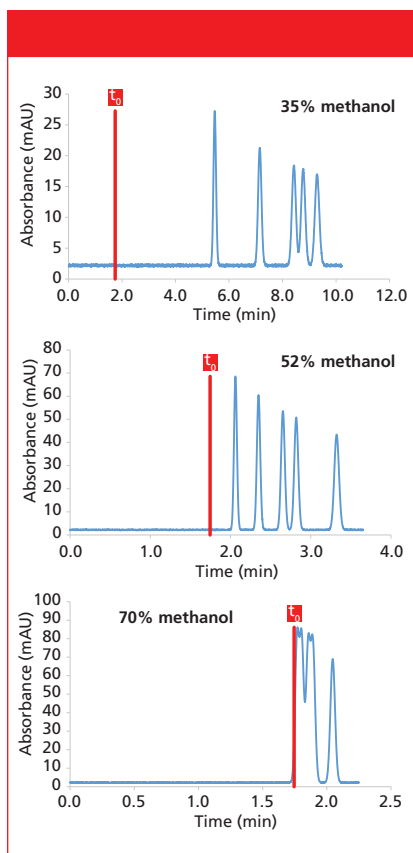 t₀
35% methanol
Absorbance (mAU)
30
25
20
15
10
5
0
0.0 2.0 4.0 6.0 8.0 10.0 12.0
Time (min)
t₀
52% methanol
Absorbance (mAU)
80
70
60
50
40
30
20
10
0
0.0 1.0 2.0 3.0 4.0
Time (min)
70% methanol
t₀
Absorbance (mAU)
100
90
80
70
60
50
40
30
20
10
0
0.0 0.5 1.0 1.5 2.0 2.5
Time (min)